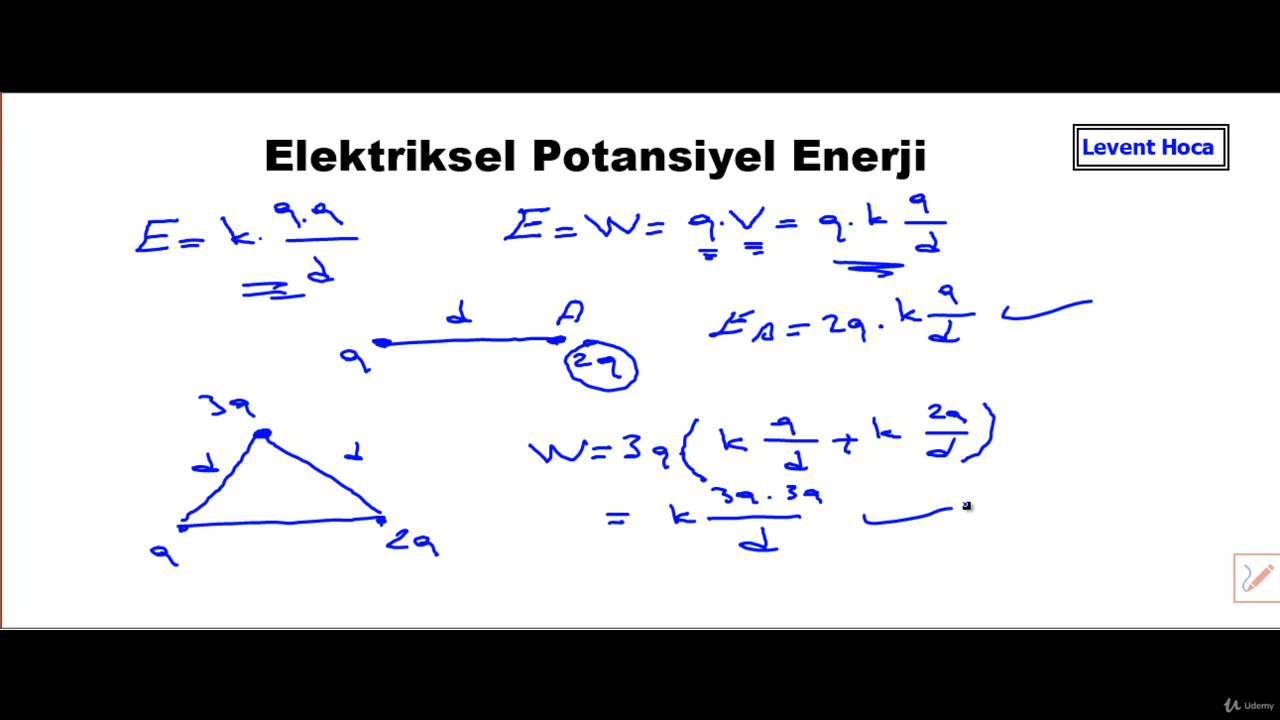 Elektriksel Potansiyel Enerji
Levent Hoca
E = k. q.q/d
E = W = q.V = q.k q/d
d A
q 2q
E_A = 2q.k q/d
3q
d d
q 2q
W = 3q(k q/d + k 2q/d)
= k 3q.3q/d
Udemy